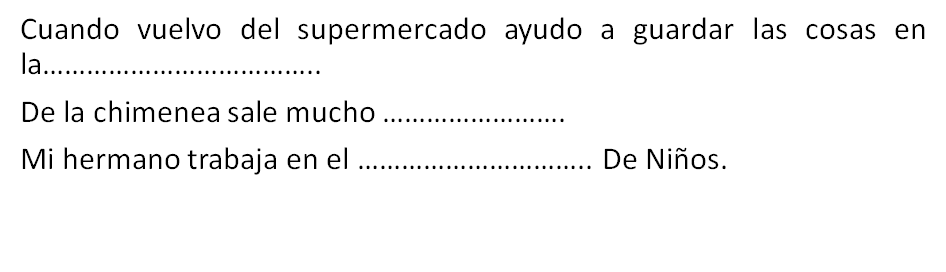 Cuando vuelvo del supermercado ayudo a guardar las cosas en
la......................................
De la chimenea sale mucho .........................
Mi hermano trabaja en el ................................ De Niños.